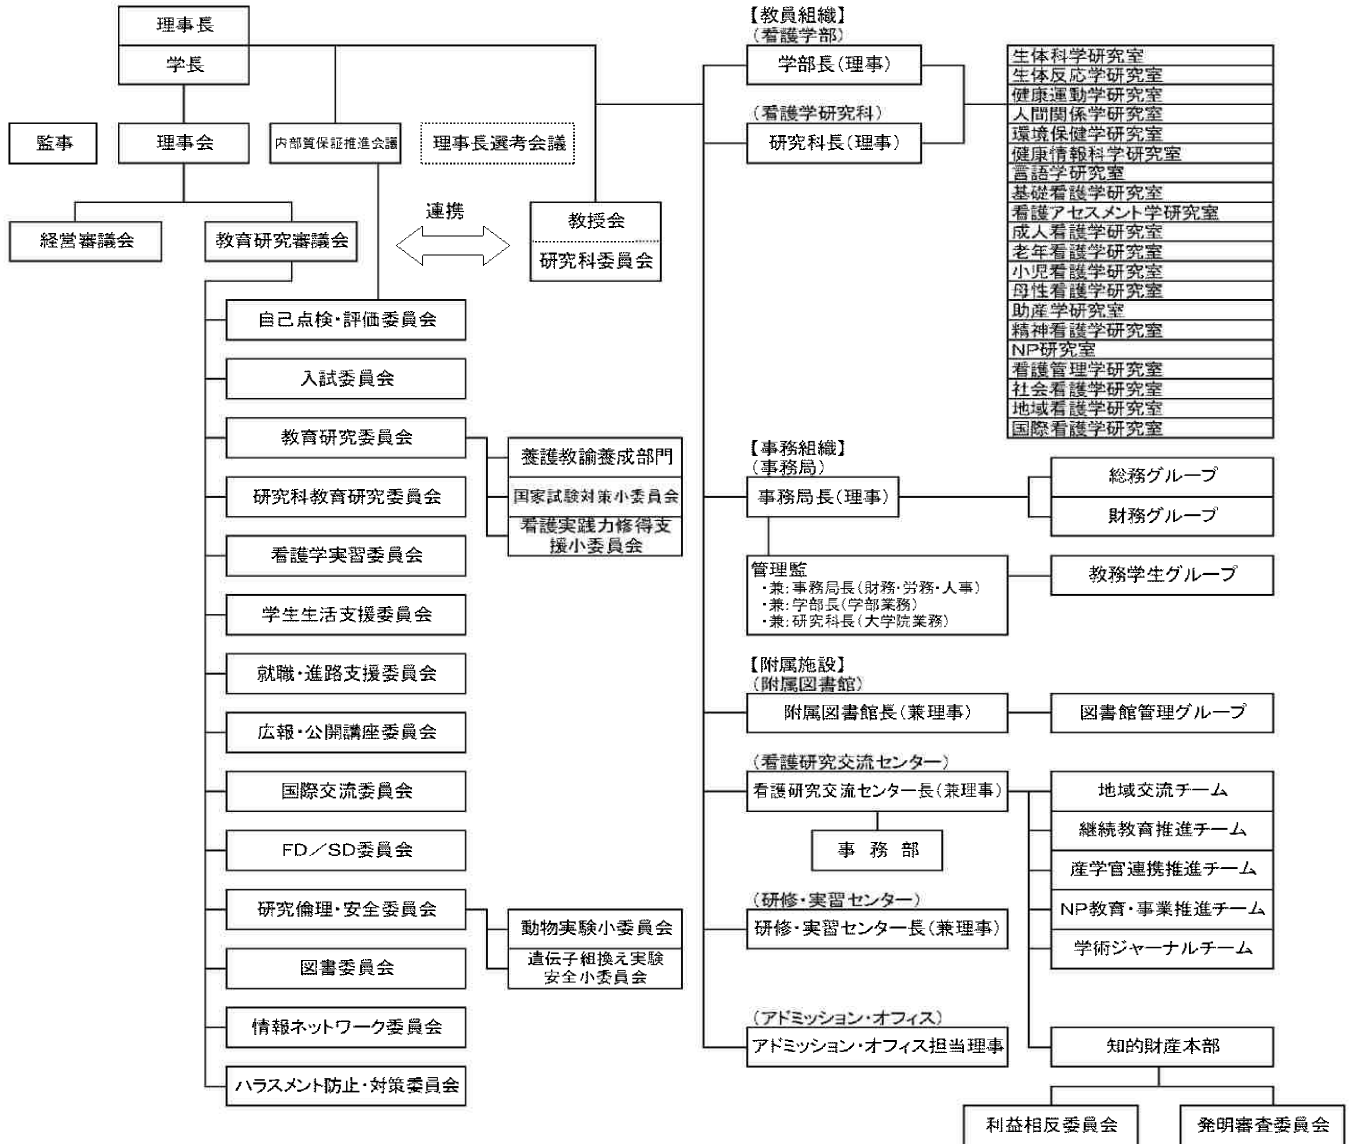 理事長
学長
監事
理事会
内部質保証推進会議
理事長選考会議
経営審議会
教育研究審議会
連携
教授会
研究科委員会
自己点検・評価委員会
入試委員会
教育研究委員会
養護教諭養成部門
国家試験対策小委員会
看護実践力修得支
援小委員会
研究科教育研究委員会
看護学実習委員会
学生生活支援委員会
就職・進路支援委員会
広報・公開講座委員会
国際交流委員会
FD／SD委員会
研究倫理・安全委員会
動物実験小委員会
遺伝子組換え実験
安全小委員会
図書委員会
情報ネットワーク委員会
ハラスメント防止・対策委員会
【教員組織】
（看護学部）
学部長（理事）
（看護学研究科）
研究科長（理事）
生体科学研究室
生体反応学研究室
健康運動学研究室
人間関係学研究室
環境保健学研究室
健康情報科学研究室
言語学研究室
基礎看護学研究室
看護アセスメント学研究室
成人看護学研究室
老年看護学研究室
小児看護学研究室
母性看護学研究室
助産学研究室
精神看護学研究室
NP研究室
看護管理学研究室
社会看護学研究室
地域看護学研究室
国際看護学研究室
【事務組織】
（事務局）
事務局長（理事）
総務グループ
財務グループ
管理監
・兼：事務局長（財務・労務・人事）
・兼：学部長（学部業務）
・兼：研究科長（大学院業務）
教務学生グループ
【附属施設】
（附属図書館）
附属図書館長（兼理事）
図書館管理グループ
（看護研究交流センター）
看護研究交流センター長（兼理事）
事 務 部
地域交流チーム
継続教育推進チーム
産学官連携推進チーム
NP教育・事業推進チーム
学術ジャーナルチーム
（研修・実習センター）
研修・実習センター長（兼理事）
（アドミッション・オフィス）
アドミッション・オフィス担当理事
知的財産本部
利益相反委員会
発明審査委員会